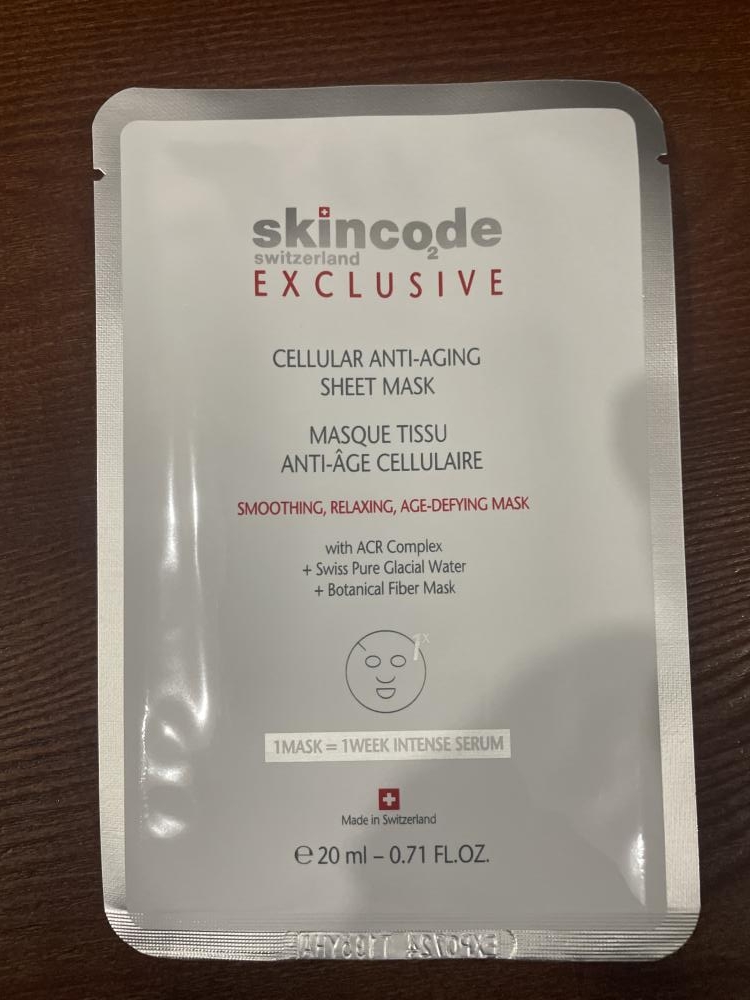 skinco₂de
switzerland
EXCLUSIVE
CELLULAR ANTI-AGING
SHEET MASK
MASQUE TISSU
ANTI-ÂGE CELLULAIRE
SMOOTHING, RELAXING, AGE-DEFYING MASK
with ACR Complex
+ Swiss Pure Glacial Water
+ Botanical Fiber Mask
1x
1MASK = 1WEEK INTENSE SERUM
Made in Switzerland
℮ 20 ml – 0.71 FL.OZ.
EXP0724